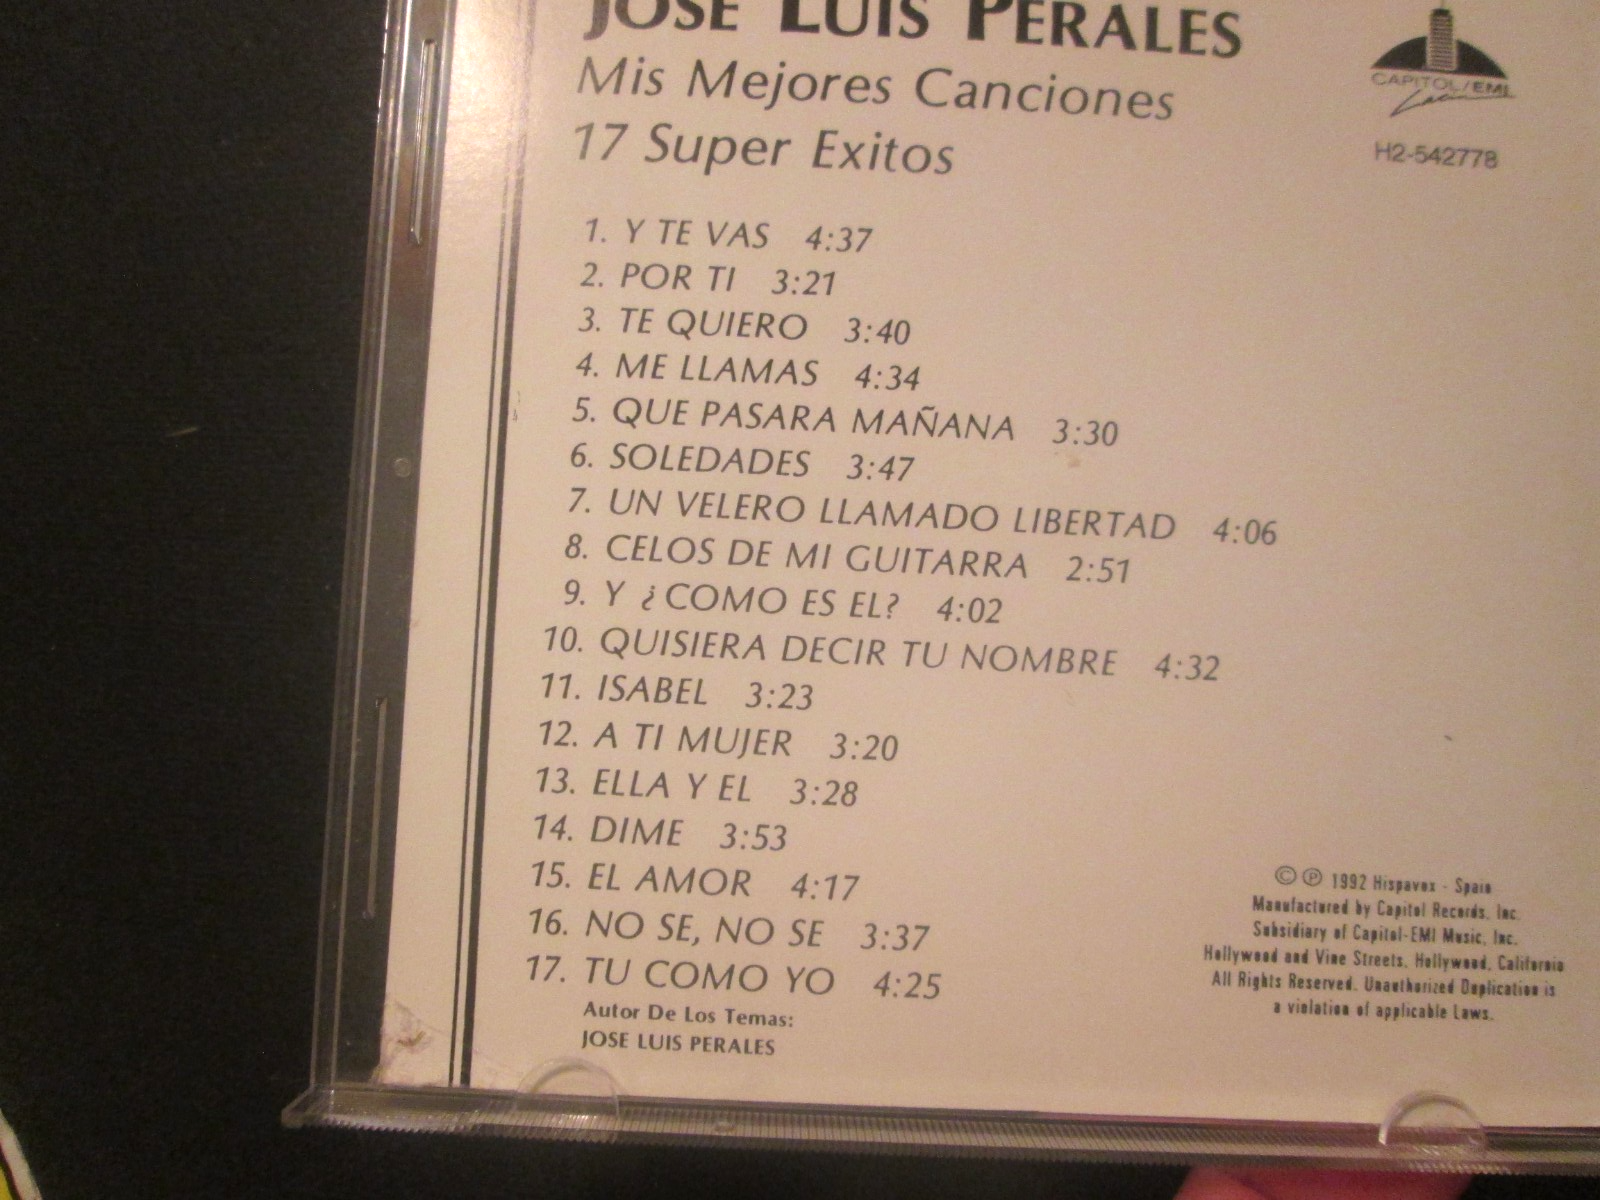 JOSE LUIS PERALES
Mis Mejores Canciones
17 Super Exitos
CAPITOL/EMI
Latin
H2-542778
1. Y TE VAS 4:37
2. POR TI 3:21
3. TE QUIERO 3:40
4. ME LLAMAS 4:34
5. QUE PASARA MAÑANA 3:30
6. SOLEDADES 3:47
7. UN VELERO LLAMADO LIBERTAD 4:06
8. CELOS DE MI GUITARRA 2:51
9. Y ¿COMO ES EL? 4:02
10. QUISIERA DECIR TU NOMBRE 4:32
11. ISABEL 3:23
12. A TI MUJER 3:20
13. ELLA Y EL 3:28
14. DIME 3:53
15. EL AMOR 4:17
16. NO SE, NO SE 3:37
17. TU COMO YO 4:25
Autor De Los Temas:
JOSE LUIS PERALES
© ℗ 1992 Hispavox - Spain
Manufactured by Capitol Records, Inc.
Subsidiary of Capitol-EMI Music, Inc.
Hollywood and Vine Streets, Hollywood, California
All Rights Reserved. Unauthorized Duplication is
a violation of applicable Laws.